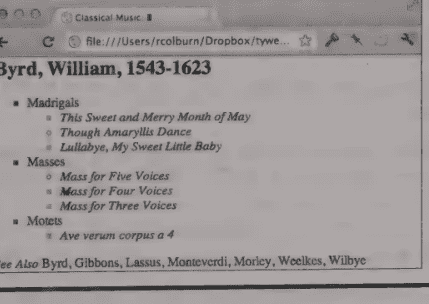 Classical Music:
file:///Users/rcolburn/Dropbox/tywe...
Byrd, William, 1543-1623
Madrigals
This Sweet and Merry Month of May
Though Amaryllis Dance
Lullabye, My Sweet Little Baby
Masses
Mass for Five Voices
Mass for Four Voices
Mass for Three Voices
Motets
Ave verum corpus a 4
ee Also Byrd, Gibbons, Lassus, Monteverdi, Morley, Weelkes, Wilbye